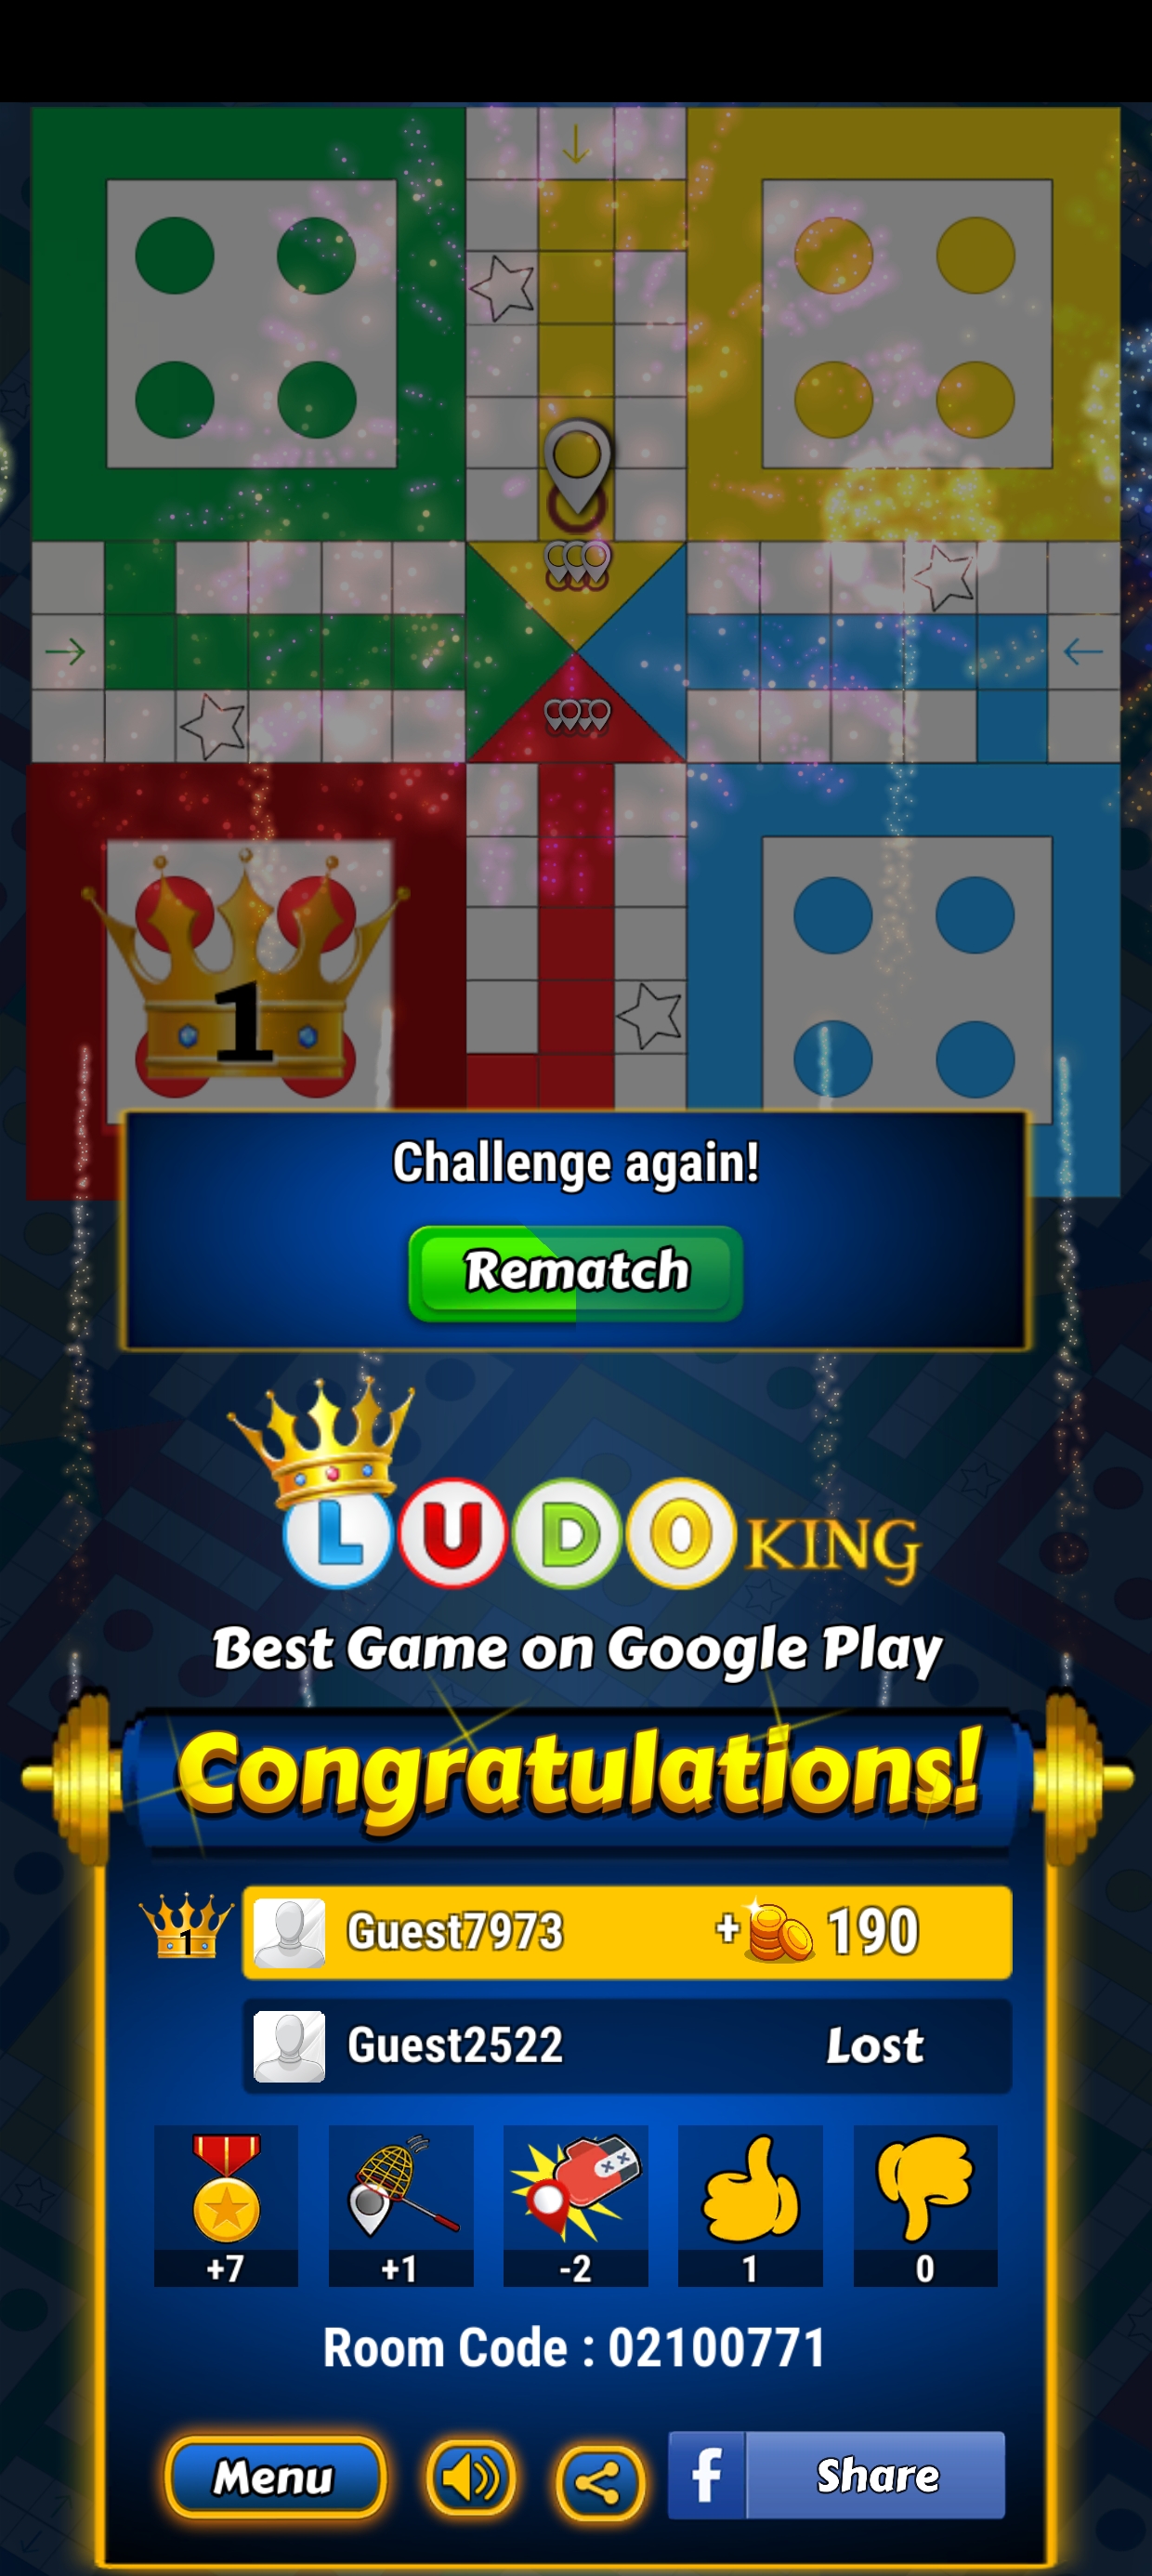 1
Challenge again!
Rematch
LUDO KING
Best Game on Google Play
Congratulations!
1 Guest7973 + 190
Guest2522 Lost
+7 +1 -2 1 0
Room Code : 02100771
Menu f Share